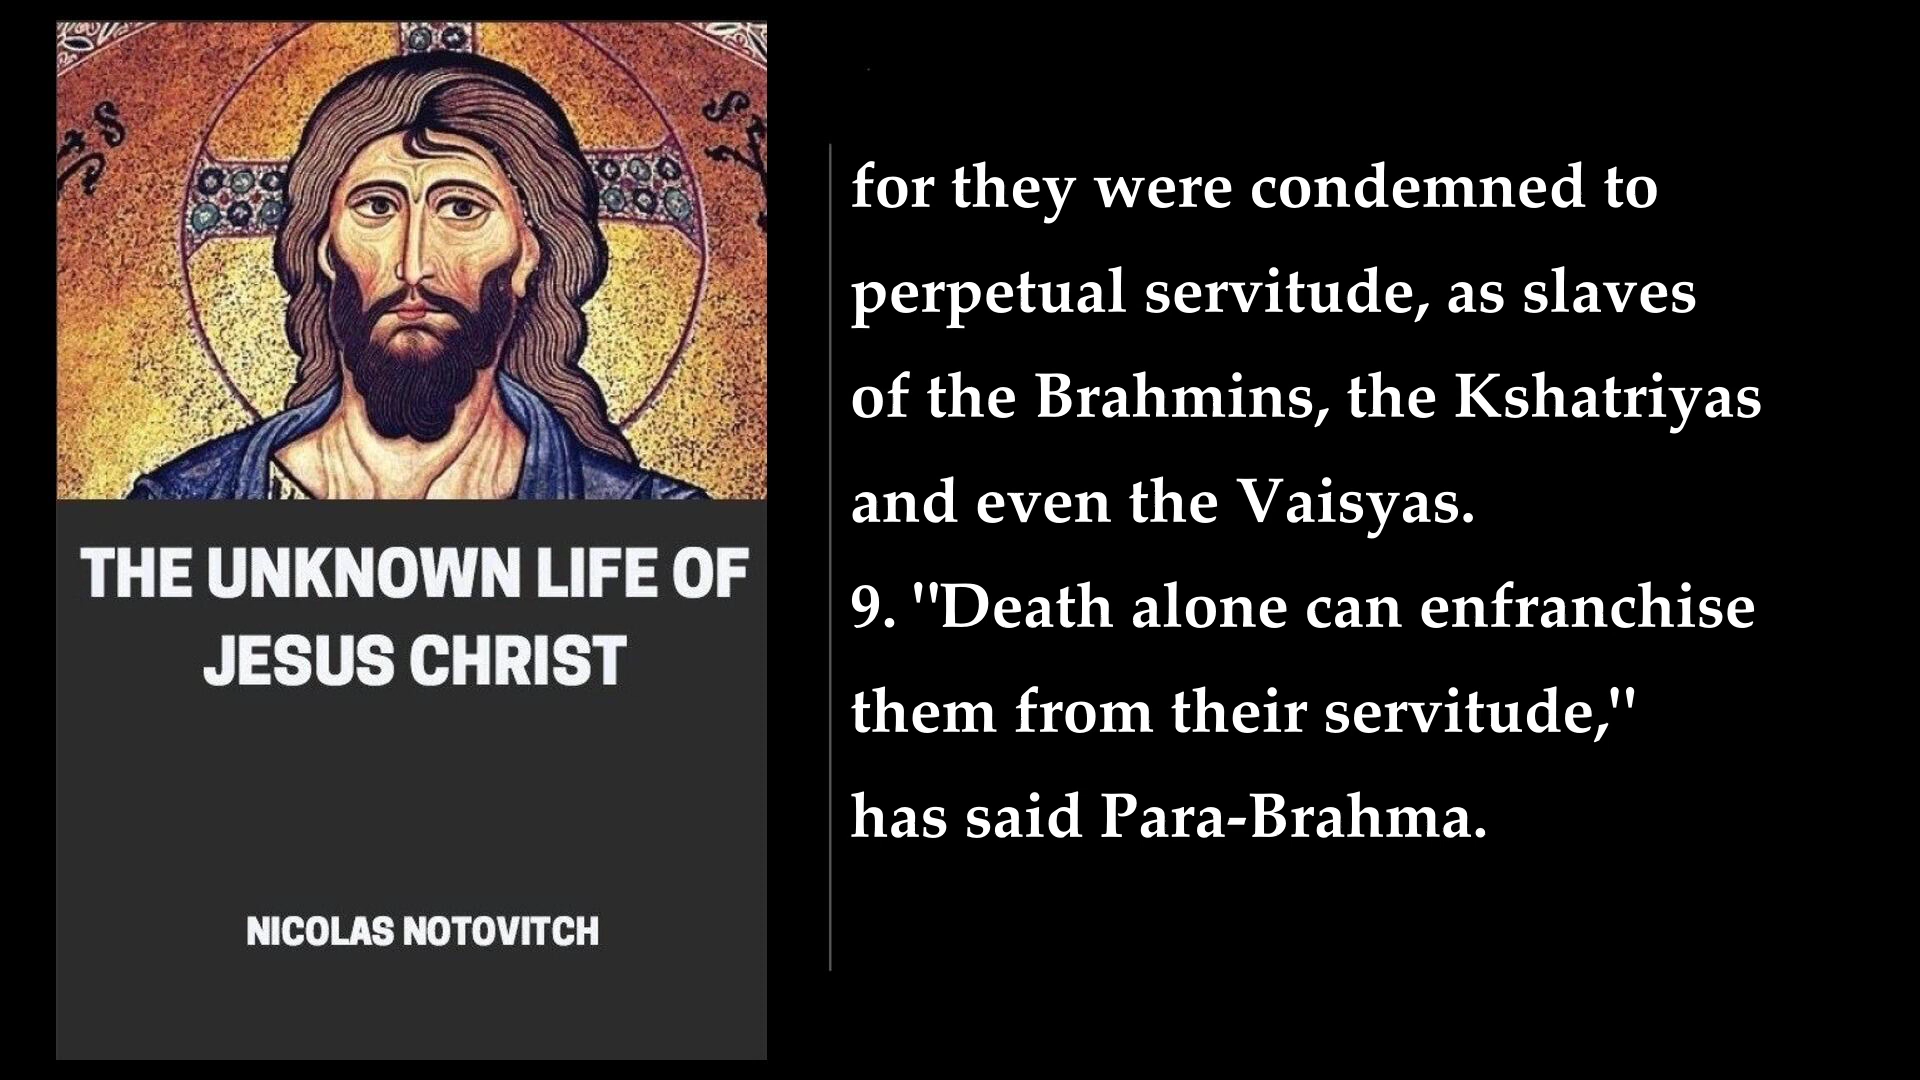 THE UNKNOWN LIFE OF
JESUS CHRIST
NICOLAS NOTOVITCH
for they were condemned to
perpetual servitude, as slaves
of the Brahmins, the Kshatriyas
and even the Vaisyas.
9. "Death alone can enfranchise
them from their servitude,"
has said Para-Brahma.